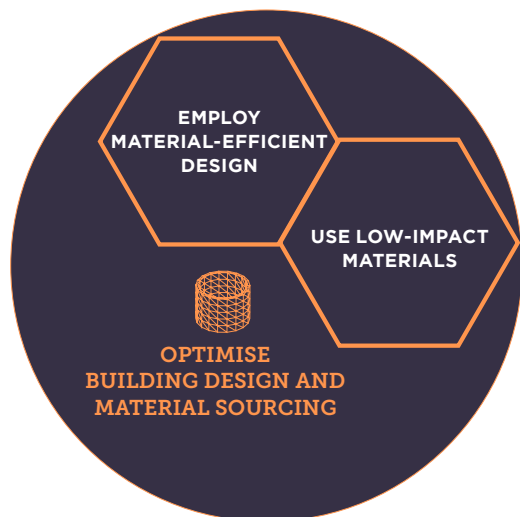 EMPLOY
MATERIAL-EFFICIENT
DESIGN
USE LOW-IMPACT
MATERIALS
OPTIMISE
BUILDING DESIGN AND
MATERIAL SOURCING